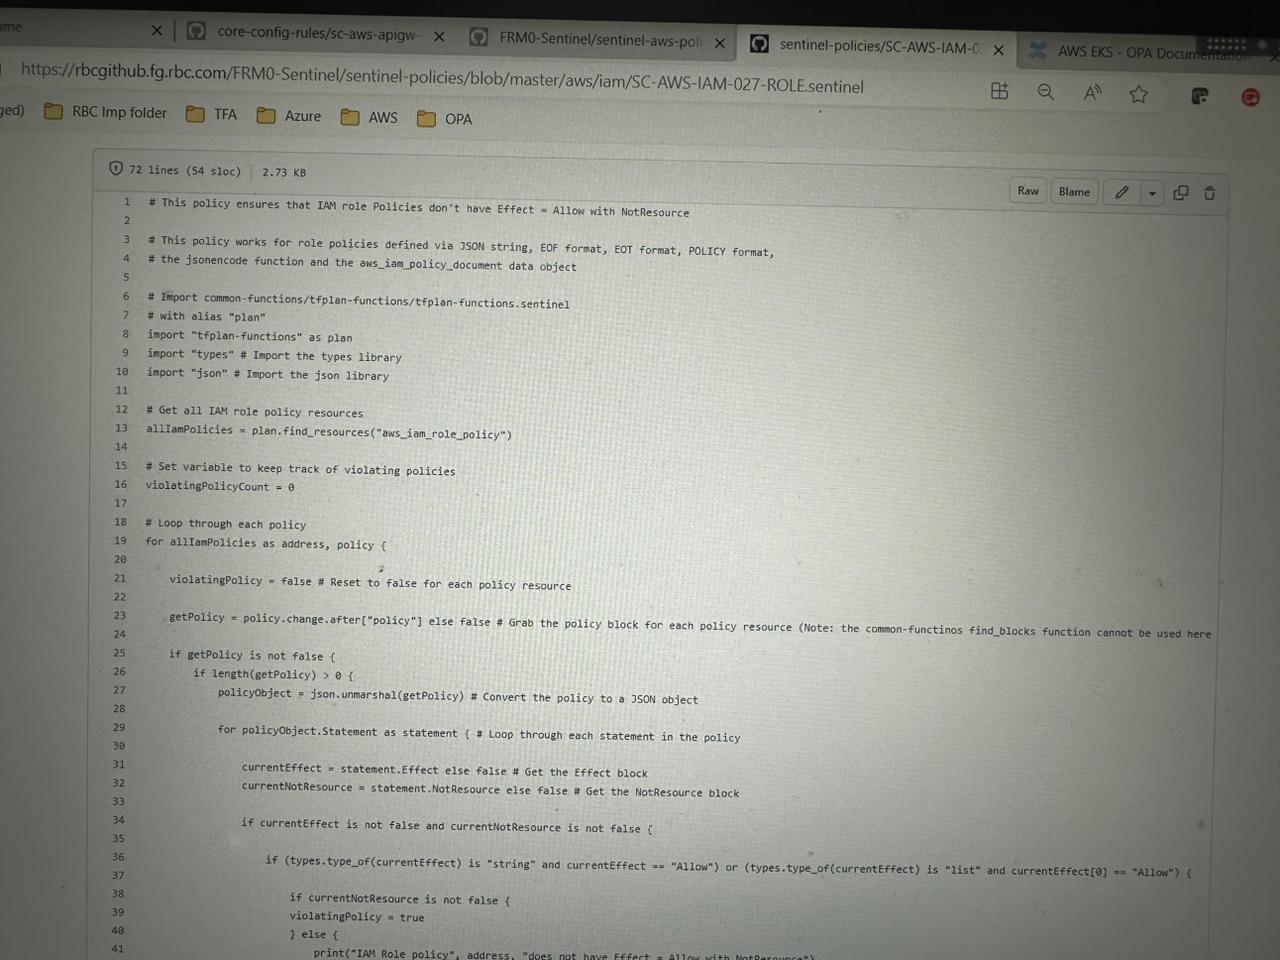 ome
core-config-rules/sc-aws-apigw-
FRM0-Sentinel/sentinel-aws-poli
sentinel-policies/SC-AWS-IAM-0
AWS EKS - OPA Documentation
https://rbcgithub.fg.rbc.com/FRM0-Sentinel/sentinel-policies/blob/master/aws/iam/SC-AWS-IAM-027-ROLE.sentinel
ged)
RBC Imp folder
TFA
Azure
AWS
OPA
72 lines (54 sloc)
2.73 KB
Raw
Blame
1 # This policy ensures that IAM role Policies don't have Effect = Allow with NotResource
2
3 # This policy works for role policies defined via JSON string, EOF format, EOT format, POLICY format,
4 # the jsonencode function and the aws_iam_policy_document data object
5
6 # Import common-functions/tfplan-functions/tfplan-functions.sentinel
7 # with alias "plan"
8 import "tfplan-functions" as plan
9 import "types" # Import the types library
10 import "json" # Import the json library
11
12 # Get all IAM role policy resources
13 allIamPolicies = plan.find_resources("aws_iam_role_policy")
14
15 # Set variable to keep track of violating policies
16 violatingPolicyCount = 0
17
18 # Loop through each policy
19 for allIamPolicies as address, policy {
20
21 violatingPolicy = false # Reset to false for each policy resource
22
23 getPolicy = policy.change.after["policy"] else false # Grab the policy block for each policy resource (Note: the common-functinos find_blocks function cannot be used here
24
25 if getPolicy is not false {
26 if length(getPolicy) > 0 {
27 policyObject = json.unmarshal(getPolicy) # Convert the policy to a JSON object
28
29 for policyObject.Statement as statement { # Loop through each statement in the policy
30
31 currentEffect = statement.Effect else false # Get the Effect block
32 currentNotResource = statement.NotResource else false # Get the NotResource block
33
34 if currentEffect is not false and currentNotResource is not false {
35
36 if (types.type_of(currentEffect) is "string" and currentEffect == "Allow") or (types.type_of(currentEffect) is "list" and currentEffect[0] == "Allow") {
37
38 if currentNotResource is not false {
39 violatingPolicy = true
40 } else {
41 print("IAM Role policy", address, "does not have Effect = Allow with NotResource")